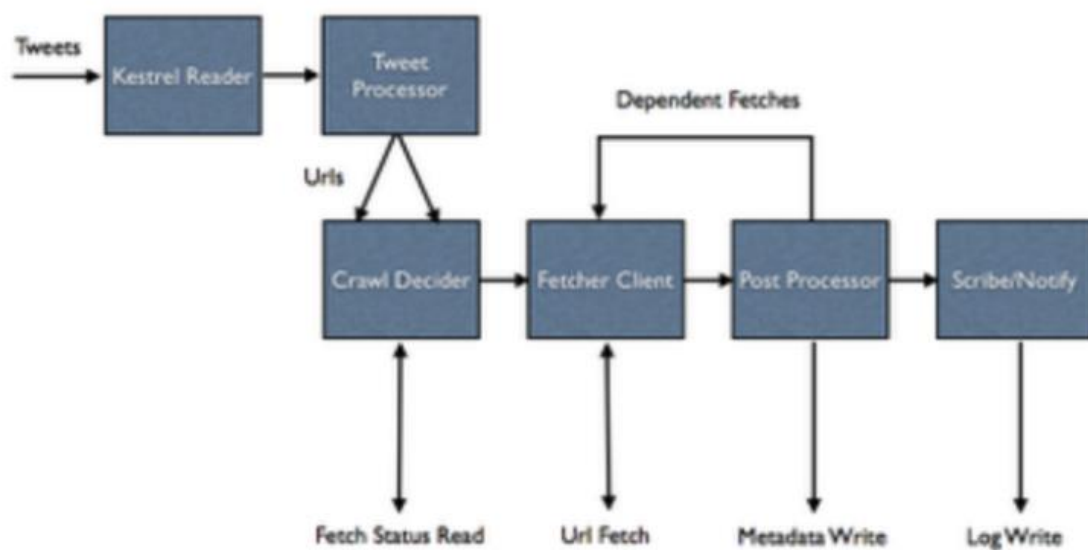 Tweets
Kestrel Reader
Tweet
Processor
Dependent Fetches
Urls
Crawl Decider
Fetcher Client
Post Processor
Scribe/Notify
Fetch Status Read
Url Fetch
Metadata Write
Log Write